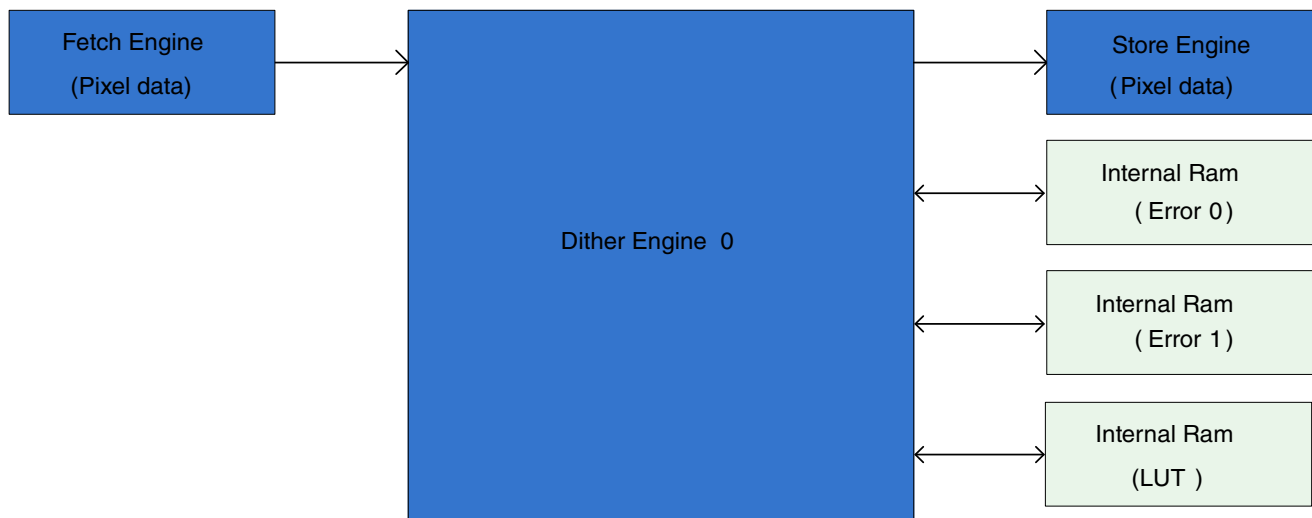 Fetch Engine
(Pixel data)
Dither Engine 0
Store Engine
(Pixel data)
Internal Ram
( Error 0)
Internal Ram
( Error 1)
Internal Ram
(LUT )